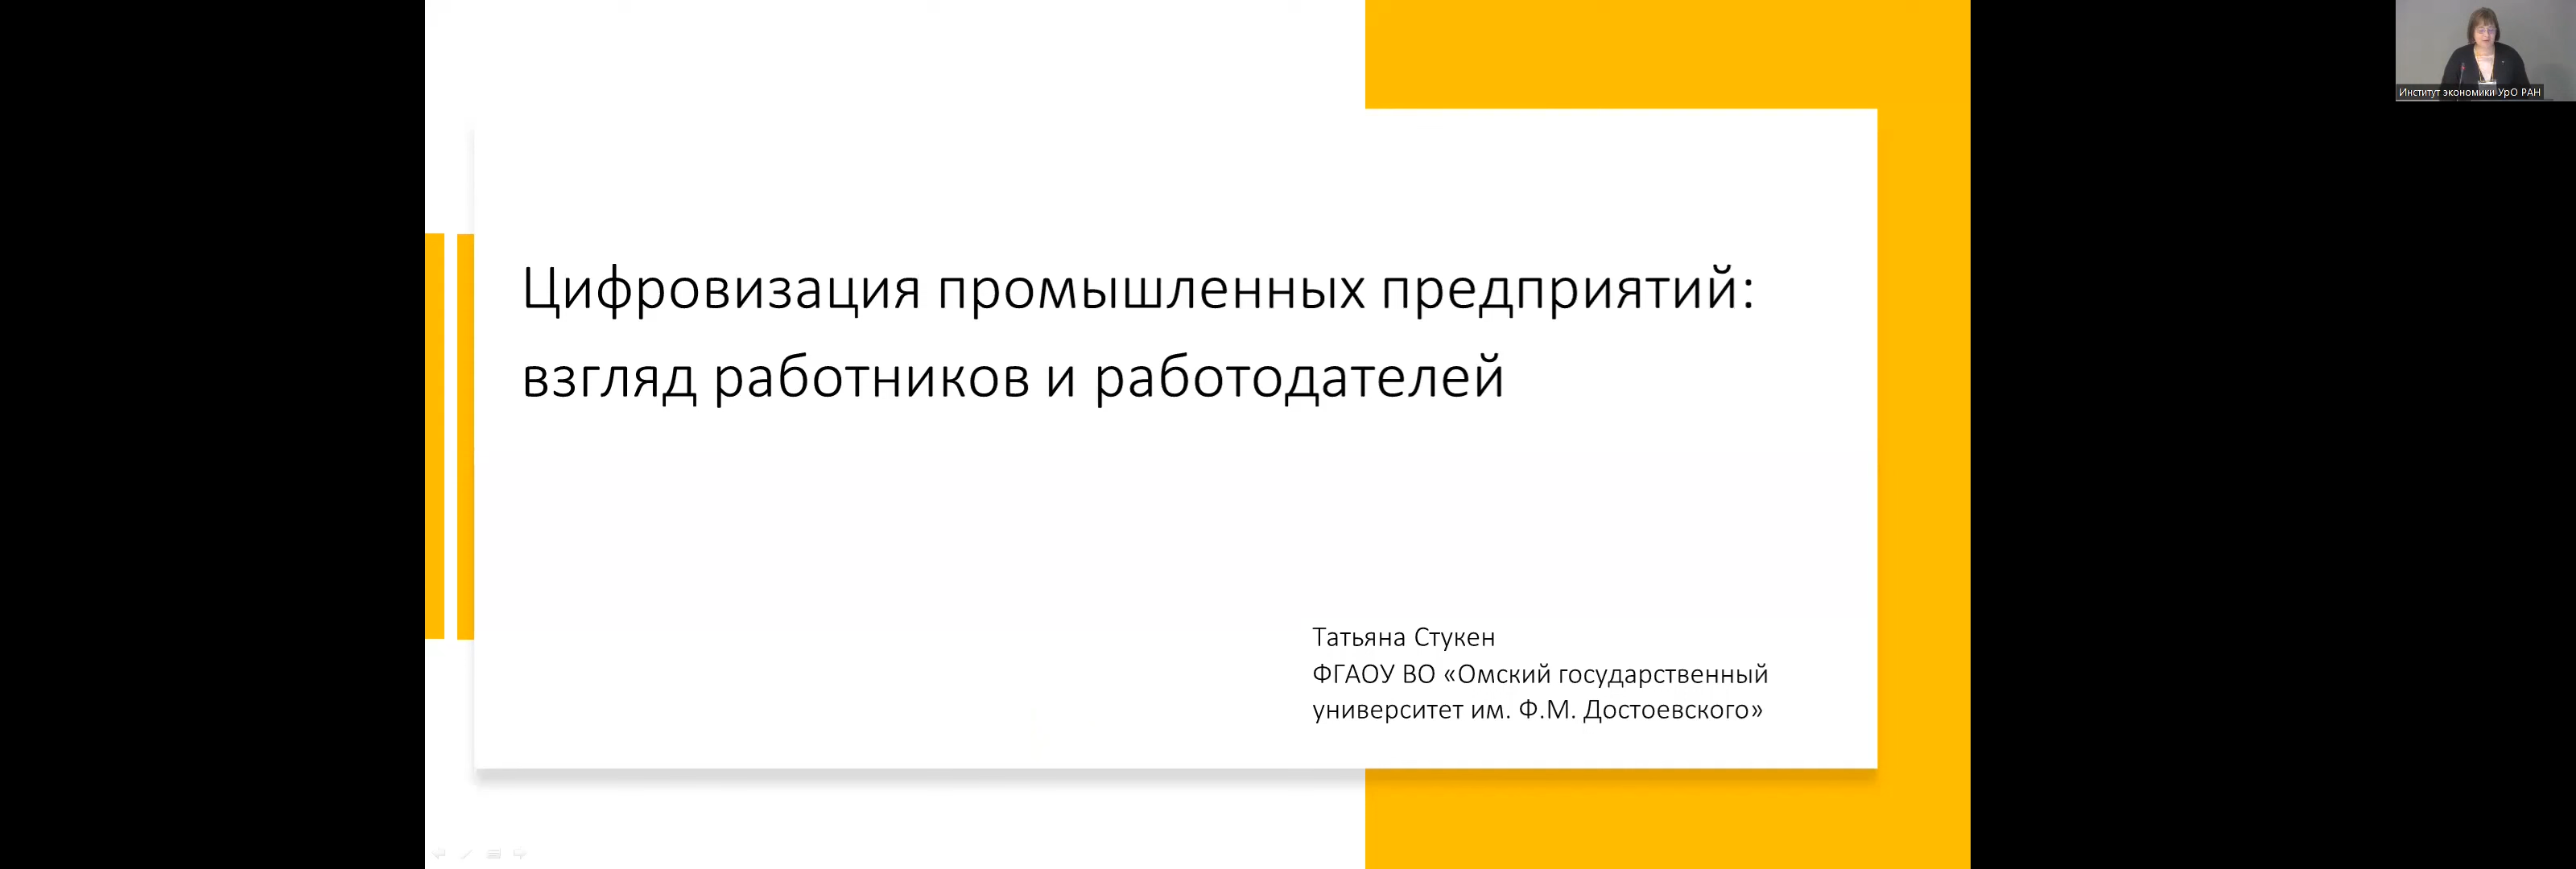 Цифровизация промышленных предприятий:
взгляд работников и работодателей
Татьяна Стукен
ФГАОУ ВО «Омский государственный
университет им. Ф.М. Достоевского»
Институт экономики УрО РАН